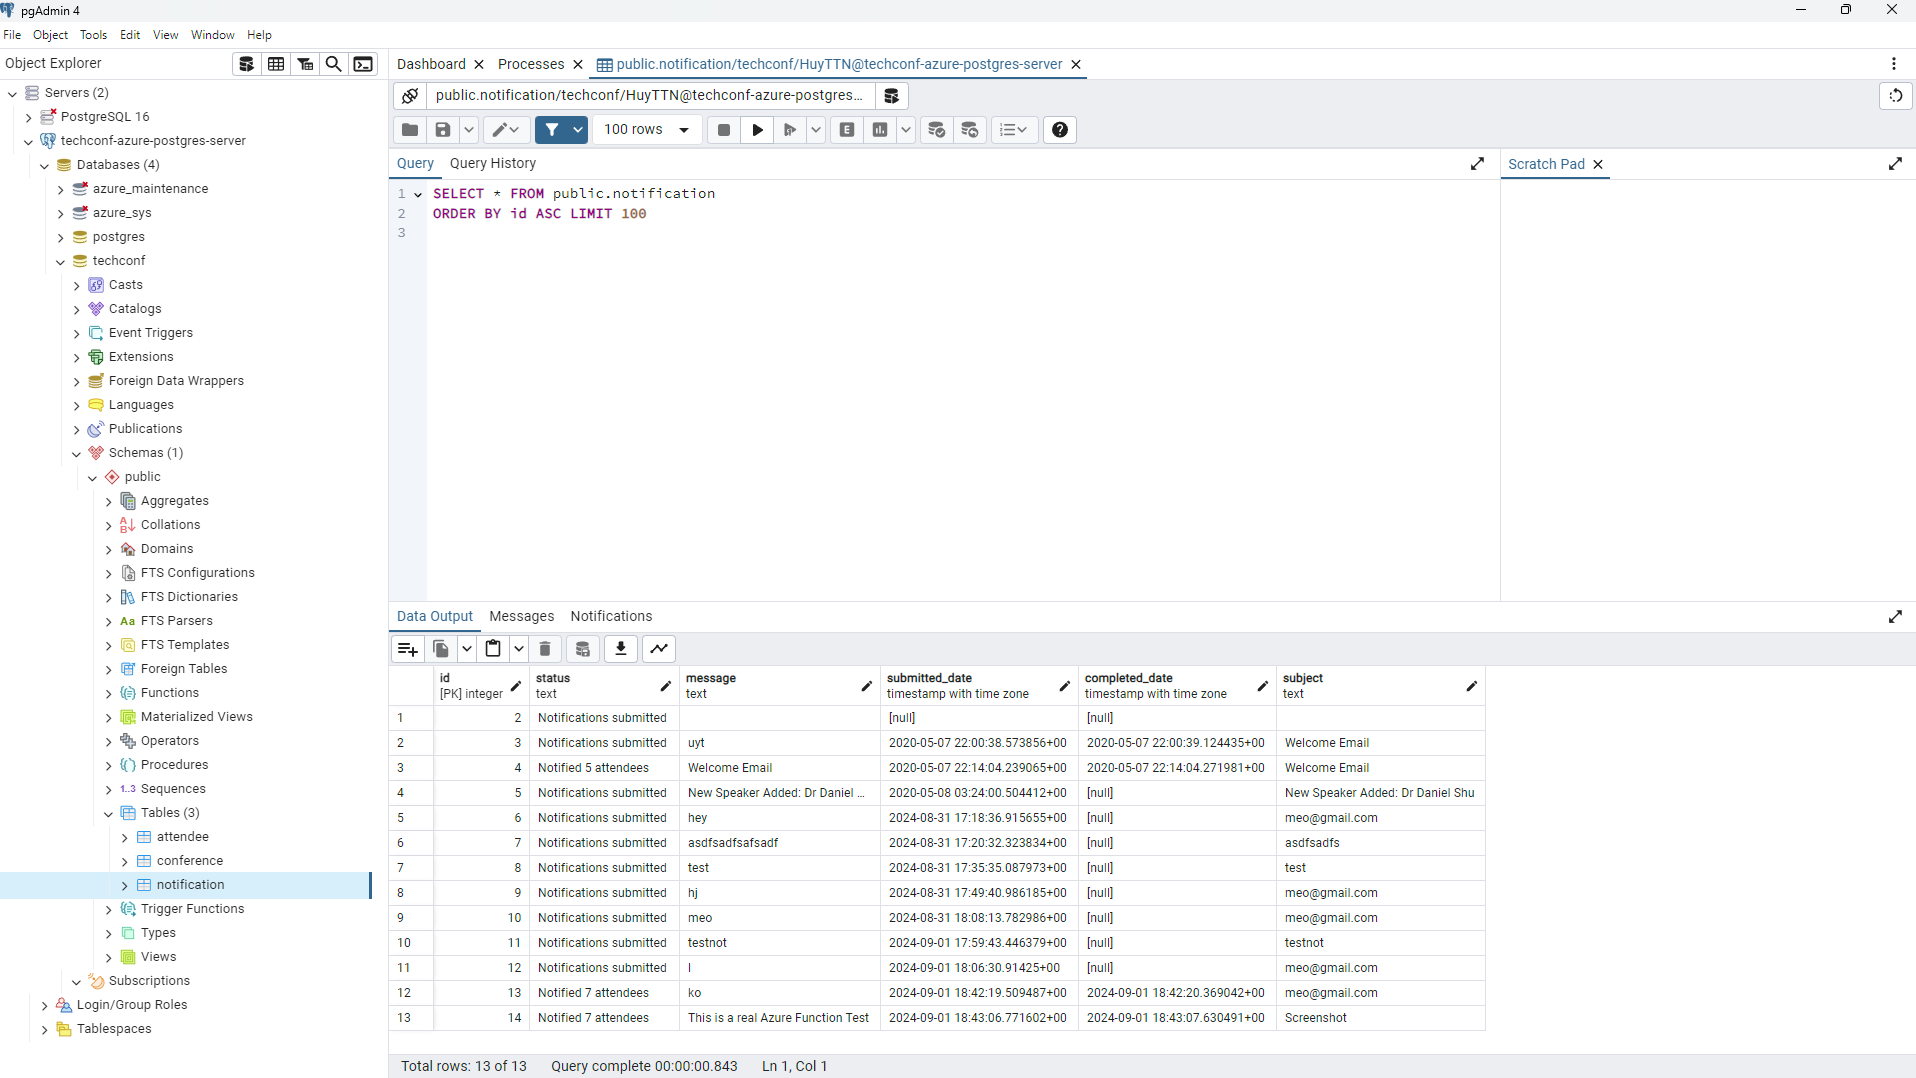 pgAdmin 4
File Object Tools Edit View Window Help
Object Explorer
Servers (2)
PostgreSQL 16
techconf-azure-postgres-server
Databases (4)
azure_maintenance
azure_sys
postgres
techconf
Casts
Catalogs
Event Triggers
Extensions
Foreign Data Wrappers
Languages
Publications
Schemas (1)
public
Aggregates
Collations
Domains
FTS Configurations
FTS Dictionaries
Aa FTS Parsers
FTS Templates
Foreign Tables
Functions
Materialized Views
Operators
Procedures
1..3 Sequences
Tables (3)
attendee
conference
notification
Trigger Functions
Types
Views
Subscriptions
Login/Group Roles
Tablespaces
Dashboard Processes public.notification/techconf/HuyTTN@techconf-azure-postgres-server
public.notification/techconf/HuyTTN@techconf-azure-postgres...
100 rows E
Query Query History
Scratch Pad
1 SELECT * FROM public.notification
2 ORDER BY id ASC LIMIT 100
3
Data Output Messages Notifications
id status message submitted_date completed_date subject
[PK] integer text text timestamp with time zone timestamp with time zone text
1 2 Notifications submitted [null] [null]
2 3 Notifications submitted uyt 2020-05-07 22:00:38.573856+00 2020-05-07 22:00:39.124435+00 Welcome Email
3 4 Notified 5 attendees Welcome Email 2020-05-07 22:14:04.239065+00 2020-05-07 22:14:04.271981+00 Welcome Email
4 5 Notifications submitted New Speaker Added: Dr Daniel ... 2020-05-08 03:24:00.504412+00 [null] New Speaker Added: Dr Daniel Shu
5 6 Notifications submitted hey 2024-08-31 17:18:36.915655+00 [null] meo@gmail.com
6 7 Notifications submitted asdfsadfsafsadf 2024-08-31 17:20:32.323834+00 [null] asdfsadfs
7 8 Notifications submitted test 2024-08-31 17:35:35.087973+00 [null] test
8 9 Notifications submitted hj 2024-08-31 17:49:40.986185+00 [null] meo@gmail.com
9 10 Notifications submitted meo 2024-08-31 18:08:13.782986+00 [null] meo@gmail.com
10 11 Notifications submitted testnot 2024-09-01 17:59:43.446379+00 [null] testnot
11 12 Notifications submitted l 2024-09-01 18:06:30.91425+00 [null] meo@gmail.com
12 13 Notified 7 attendees ko 2024-09-01 18:42:19.509487+00 2024-09-01 18:42:20.369042+00 meo@gmail.com
13 14 Notified 7 attendees This is a real Azure Function Test 2024-09-01 18:43:06.771602+00 2024-09-01 18:43:07.630491+00 Screenshot
Total rows: 13 of 13 Query complete 00:00:00.843 Ln 1, Col 1